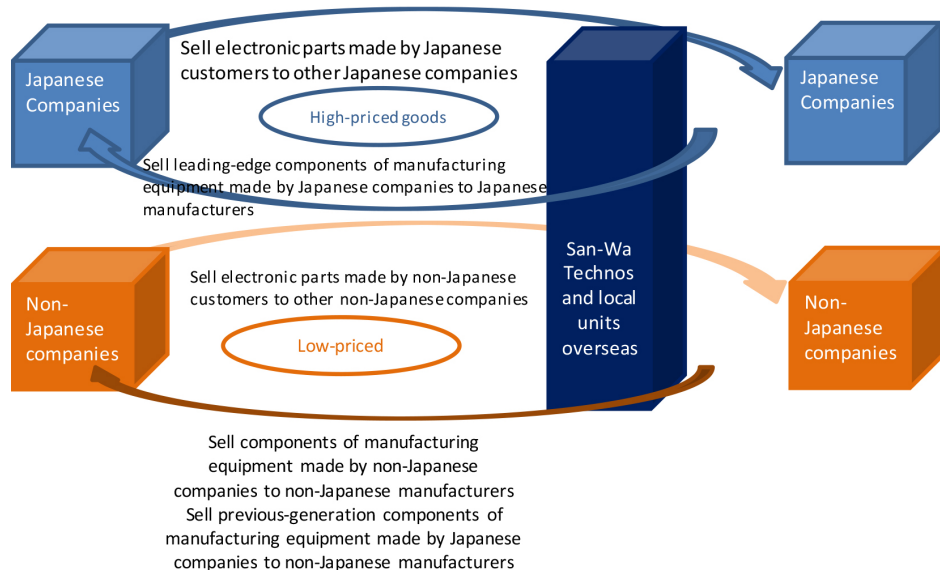 Sell electronic parts made by Japanese
customers to other Japanese companies
Japanese
Companies
High-priced goods
Japanese
Companies
Sell leading-edge components of manufacturing
equipment made by Japanese companies to Japanese
manufacturers
San-Wa
Technos
and local
units
overseas
Sell electronic parts made by non-Japanese
customers to other non-Japanese companies
Non-
Japanese
companies
Low-priced
Non-
Japanese
companies
Sell components of manufacturing
equipment made by non-Japanese
companies to non-Japanese manufacturers
Sell previous-generation components of
manufacturing equipment made by Japanese
companies to non-Japanese manufacturers